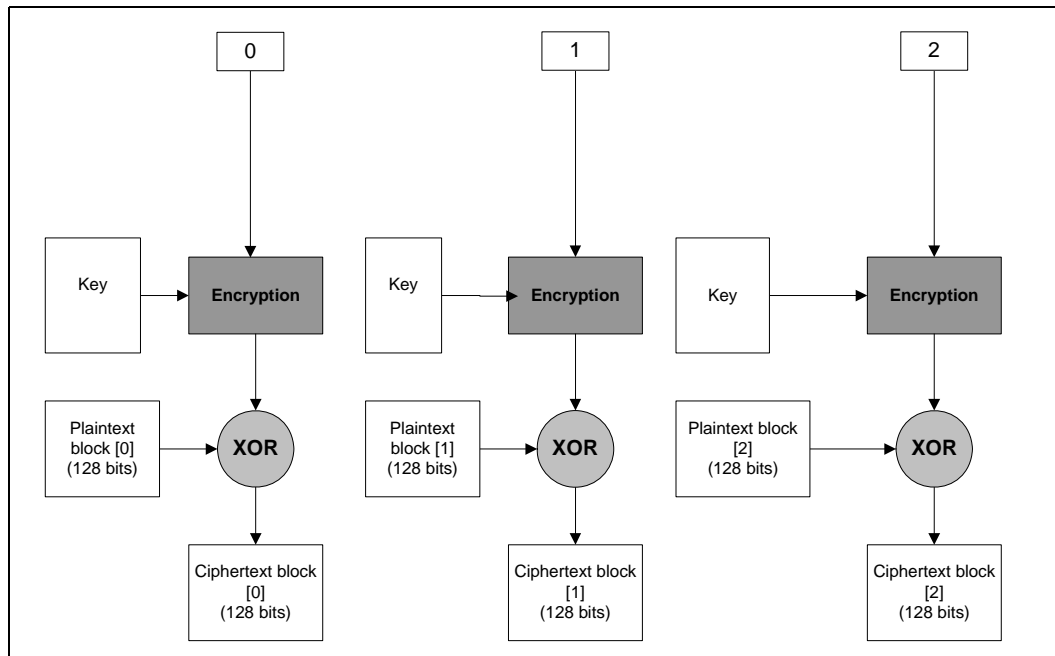 0
1
2
Key
Encryption
Key
Encryption
Key
Encryption
Plaintext
block [0]
(128 bits)
XOR
Plaintext
block [1]
(128 bits)
XOR
Plaintext block
[2]
(128 bits)
XOR
Ciphertext block
[0]
(128 bits)
Ciphertext block
[1]
(128 bits)
Ciphertext block
[2]
(128 bits)